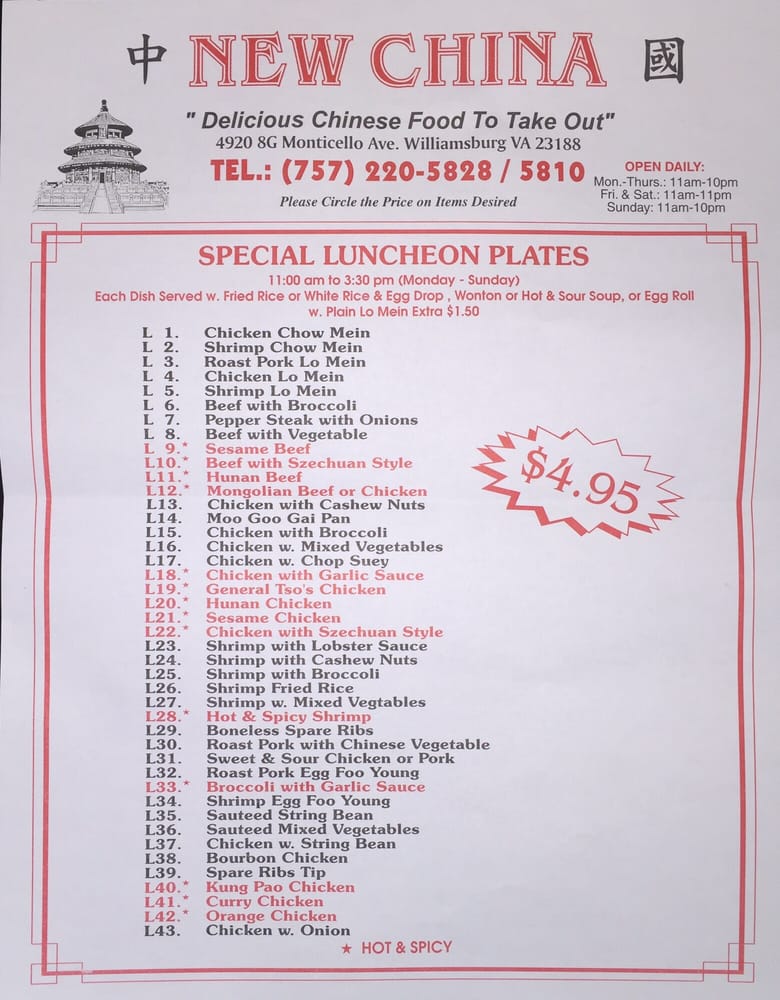 中 NEW CHINA 國
" Delicious Chinese Food To Take Out"
4920 8G Monticello Ave. Williamsburg VA 23188
TEL.: (757) 220-5828 / 5810
Please Circle the Price on Items Desired
OPEN DAILY:
Mon.-Thurs.: 11am-10pm
Fri. & Sat.: 11am-11pm
Sunday: 11am-10pm
SPECIAL LUNCHEON PLATES
11:00 am to 3:30 pm (Monday - Sunday)
Each Dish Served w. Fried Rice or White Rice & Egg Drop , Wonton or Hot & Sour Soup, or Egg Roll
w. Plain Lo Mein Extra $1.50
L 1. Chicken Chow Mein
L 2. Shrimp Chow Mein
L 3. Roast Pork Lo Mein
L 4. Chicken Lo Mein
L 5. Shrimp Lo Mein
L 6. Beef with Broccoli
L 7. Pepper Steak with Onions
L 8. Beef with Vegetable
L 9.* Sesame Beef
L10.* Beef with Szechuan Style
L11.* Hunan Beef
L12.* Mongolian Beef or Chicken
L13. Chicken with Cashew Nuts
L14. Moo Goo Gai Pan
L15. Chicken with Broccoli
L16. Chicken w. Mixed Vegetables
L17. Chicken w. Chop Suey
L18.* Chicken with Garlic Sauce
L19.* General Tso's Chicken
L20.* Hunan Chicken
L21.* Sesame Chicken
L22.* Chicken with Szechuan Style
L23. Shrimp with Lobster Sauce
L24. Shrimp with Cashew Nuts
L25. Shrimp with Broccoli
L26. Shrimp Fried Rice
L27. Shrimp w. Mixed Vegtables
L28.* Hot & Spicy Shrimp
L29. Boneless Spare Ribs
L30. Roast Pork with Chinese Vegetable
L31. Sweet & Sour Chicken or Pork
L32. Roast Pork Egg Foo Young
L33.* Broccoli with Garlic Sauce
L34. Shrimp Egg Foo Young
L35. Sauteed String Bean
L36. Sauteed Mixed Vegetables
L37. Chicken w. String Bean
L38. Bourbon Chicken
L39. Spare Ribs Tip
L40.* Kung Pao Chicken
L41.* Curry Chicken
L42.* Orange Chicken
L43. Chicken w. Onion
$4.95
★ HOT & SPICY